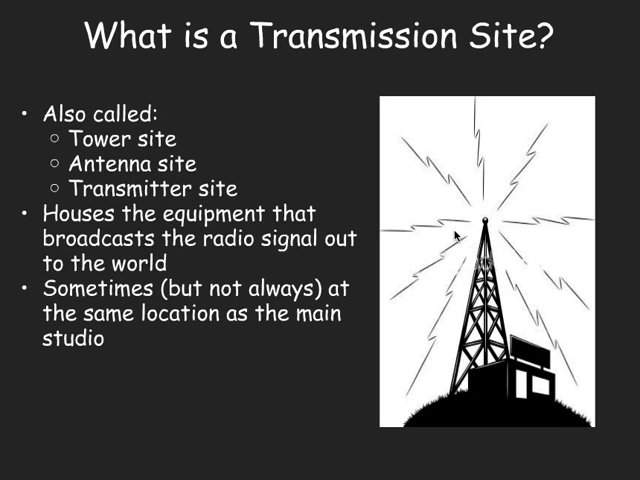 What is a Transmission Site?
• Also called:
○ Tower site
○ Antenna site
○ Transmitter site
• Houses the equipment that
broadcasts the radio signal out
to the world
• Sometimes (but not always) at
the same location as the main
studio